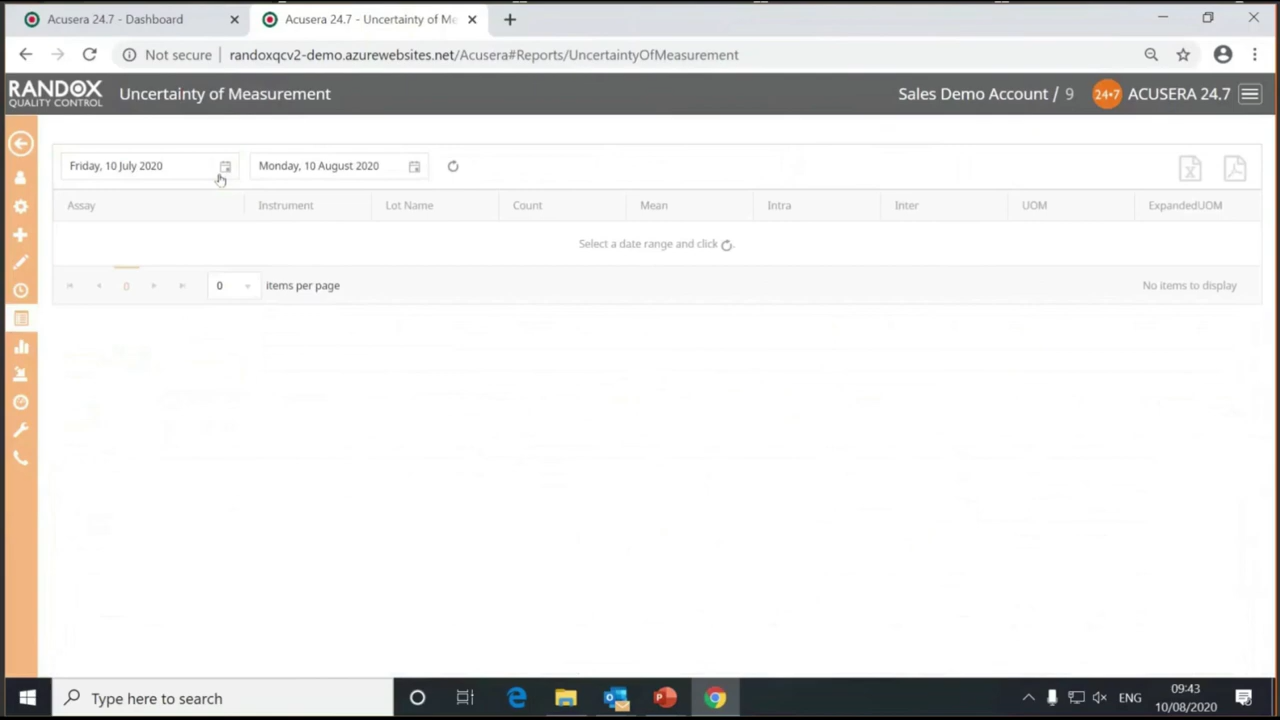 Acusera 24.7 - Dashboard
Acusera 24.7 - Uncertainty of Me
Not secure
randoxqcv2-demo.azurewebsites.net/Acusera#Reports/UncertaintyOfMeasurement
RANDOX
QUALITY CONTROL
Uncertainty of Measurement
Sales Demo Account / 9
24•7
ACUSERA 24.7
Friday, 10 July 2020
Monday, 10 August 2020
Assay
Instrument
Lot Name
Count
Mean
Intra
Inter
UOM
ExpandedUOM
Select a date range and click
0
0
items per page
No items to display
Type here to search
ENG
09:43
10/08/2020